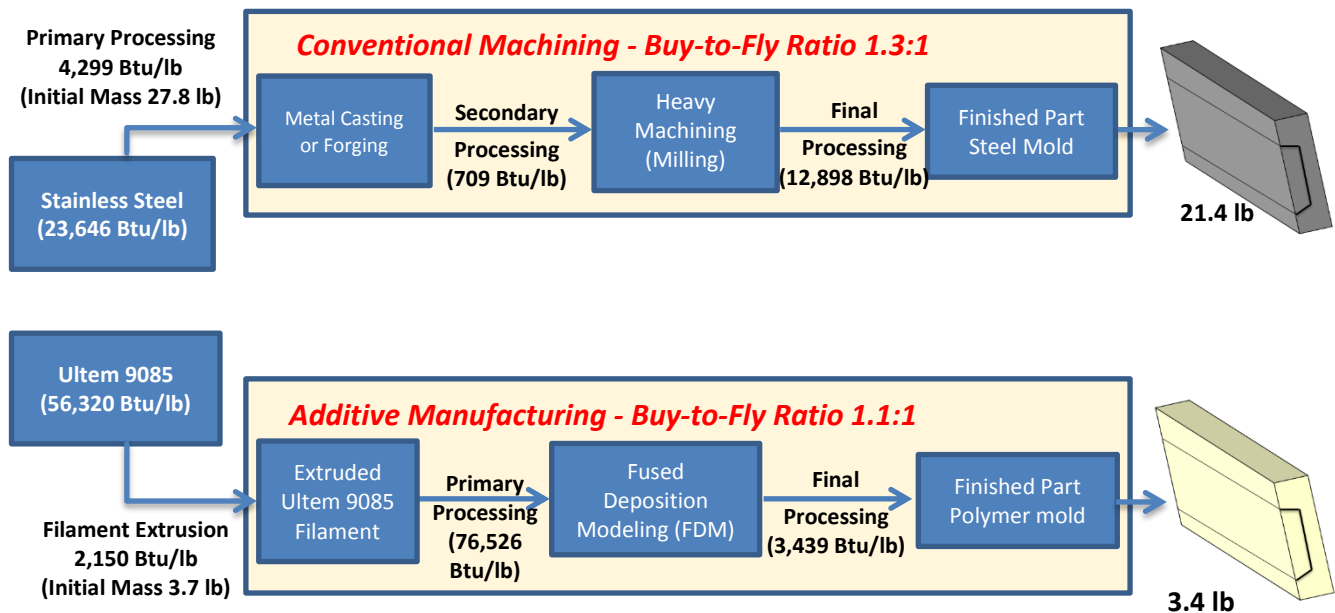 Primary Processing
4,299 Btu/lb
(Initial Mass 27.8 lb)
Stainless Steel
(23,646 Btu/lb)
Conventional Machining - Buy-to-Fly Ratio 1.3:1
Metal Casting
or Forging
Secondary
Processing
(709 Btu/lb)
Heavy
Machining
(Milling)
Final
Processing
(12,898 Btu/lb)
Finished Part
Steel Mold
21.4 lb
Ultem 9085
(56,320 Btu/lb)
Filament Extrusion
2,150 Btu/lb
(Initial Mass 3.7 lb)
Additive Manufacturing - Buy-to-Fly Ratio 1.1:1
Extruded
Ultem 9085
Filament
Primary
Processing
(76,526
Btu/lb)
Fused
Deposition
Modeling (FDM)
Final
Processing
(3,439 Btu/lb)
Finished Part
Polymer mold
3.4 lb